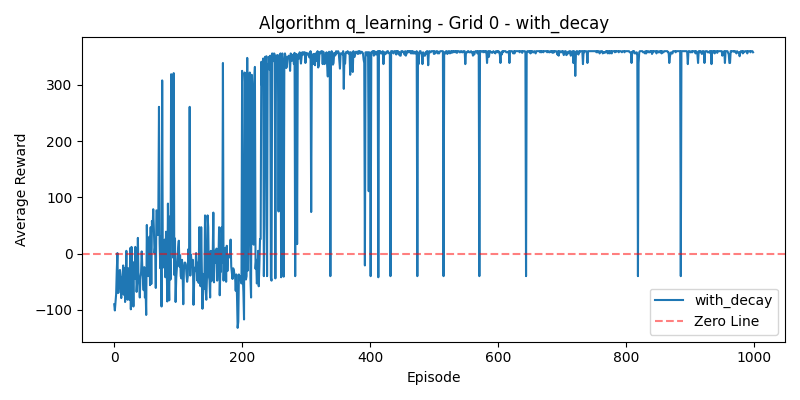 Algorithm q_learning - Grid 0 - with_decay
Average Reward
300
200
100
0
−100
0
200
400
600
800
1000
Episode
with_decay
Zero Line